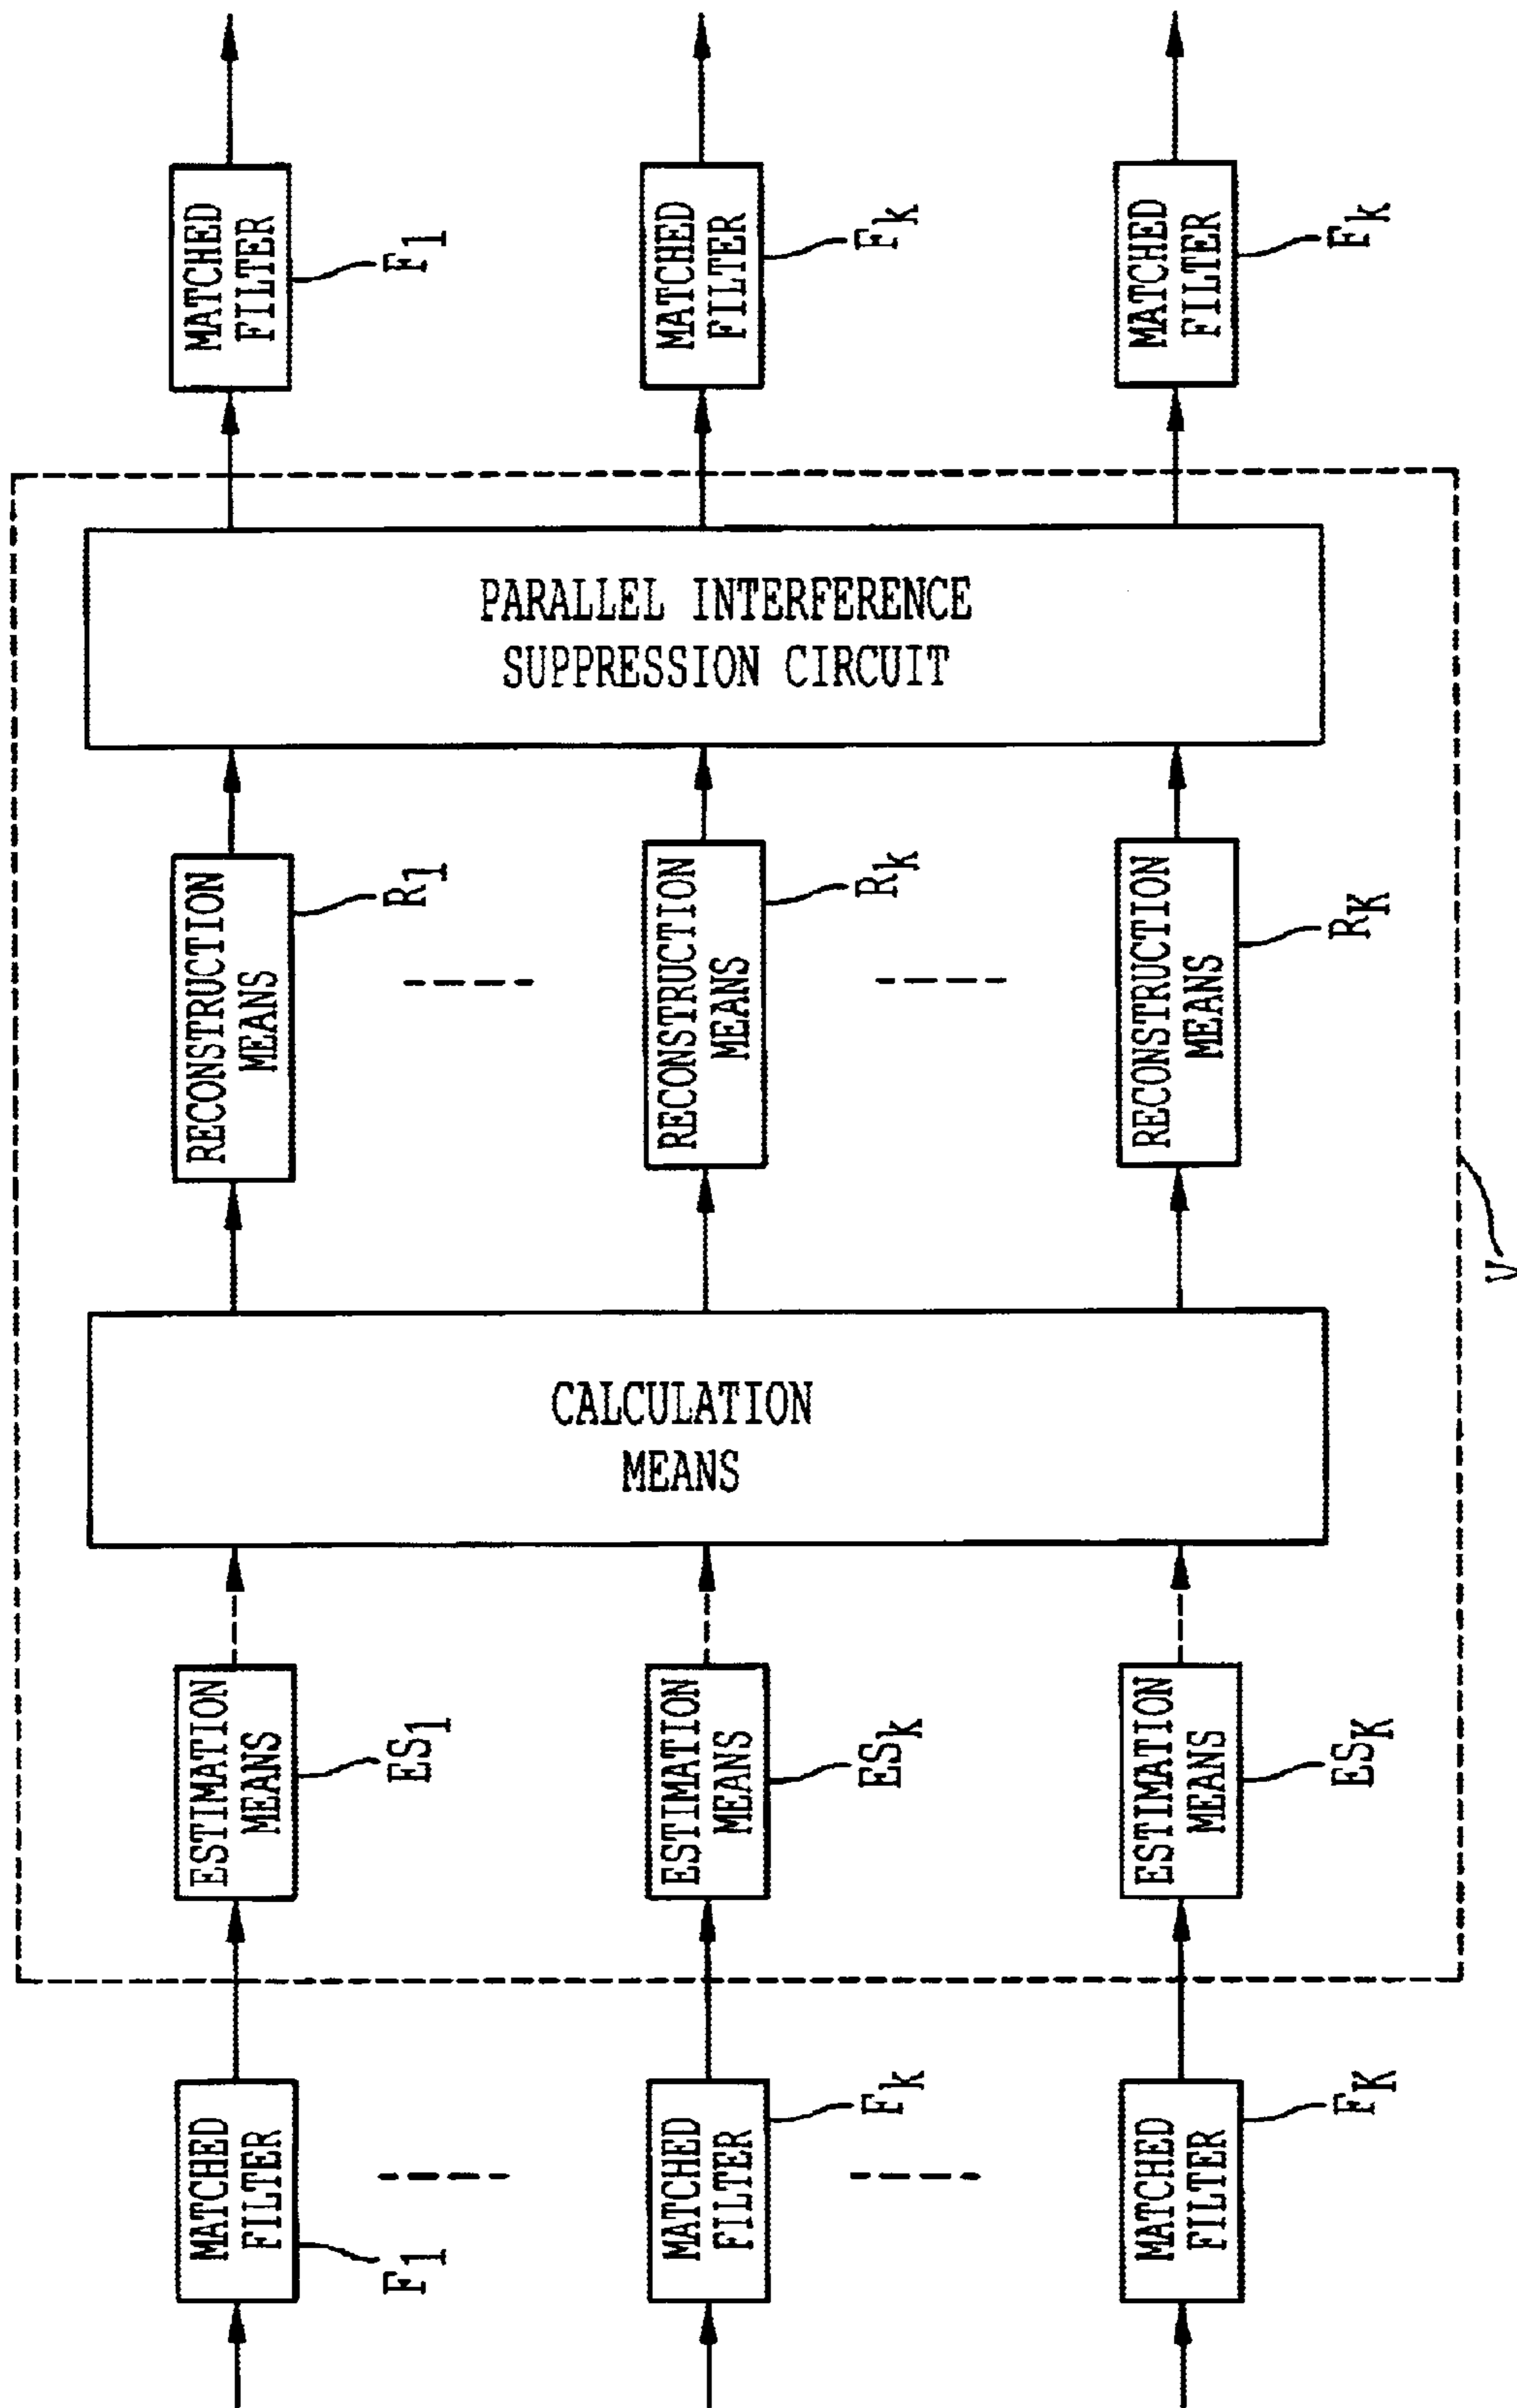 MATCHED
FILTER
F1
MATCHED
FILTER
Fk
MATCHED
FILTER
Fk
PARALLEL INTERFERENCE
SUPPRESSION CIRCUIT
RECONSTRUCTION
MEANS
R1
RECONSTRUCTION
MEANS
Rk
RECONSTRUCTION
MEANS
RK
V
CALCULATION
MEANS
ESTIMATION
MEANS
ES1
ESTIMATION
MEANS
ESk
ESTIMATION
MEANS
ESK
MATCHED
FILTER
F1
MATCHED
FILTER
Fk
MATCHED
FILTER
FK